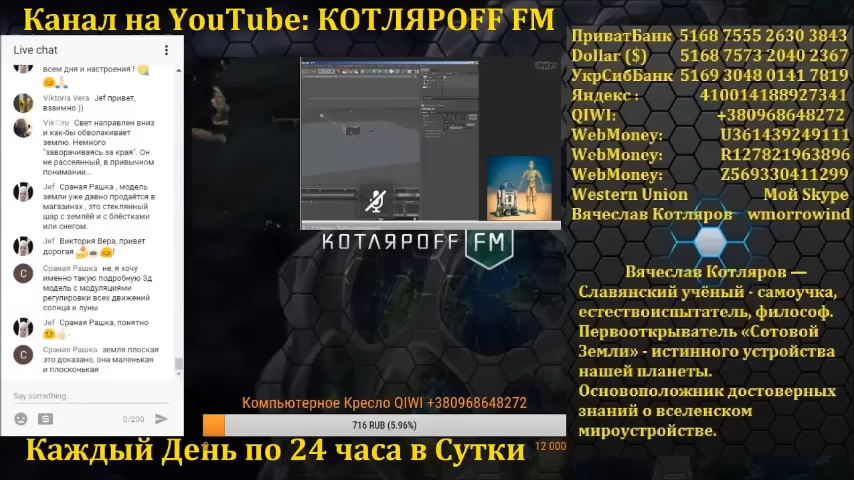 Канал на YouTube: КОТЛЯРОFF FM
Live chat
всем дня и настроения !
Viktoria Vera Jef привет,
взаимно ))
Свет направлен вниз
и как-бы обволакивает
землю. Немного
"заворачиваясь за края". Он
не рассеянный, в привычном
понимании...
Jef Сраная Рашка , модель
земли уже давно продаётся в
магазинах , это стеклянный
шар с землёй и с блёстками
или снегом.
Jef Виктория Вера, привет
дорогая
Сраная Рашка не, я хочу
именно такую подробную 3д
модель с модуляциями
регулировки всех движений
солнца и луны
Jef Сраная Рашка, понятно
Сраная Рашка земля плоская
это доказано, она маленькая
и плосконькая
Say something...
0/200
КОТЛЯРОFF FM
Компьютерное Кресло QIWI +380968648272
716 RUB (5.96%)
0
12 000
Каждый День по 24 часа в Сутки
ПриватБанк 5168 7555 2630 3843
Dollar ($) 5168 7573 2040 2367
УкрСибБанк 5169 3048 0141 7819
Яндекс : 410014188927341
QIWI: +380968648272
WebMoney: U361439249111
WebMoney: R127821963896
WebMoney: Z569330411299
Western Union Мой Skype
Вячеслав Котляров wmorrowind
Вячеслав Котляров —
Славянский учёный - самоучка,
естествоиспытатель, философ.
Первооткрыватель «Сотовой
Земли» - истинного устройства
нашей планеты.
Основоположник достоверных
знаний о вселенском
мироустройстве.